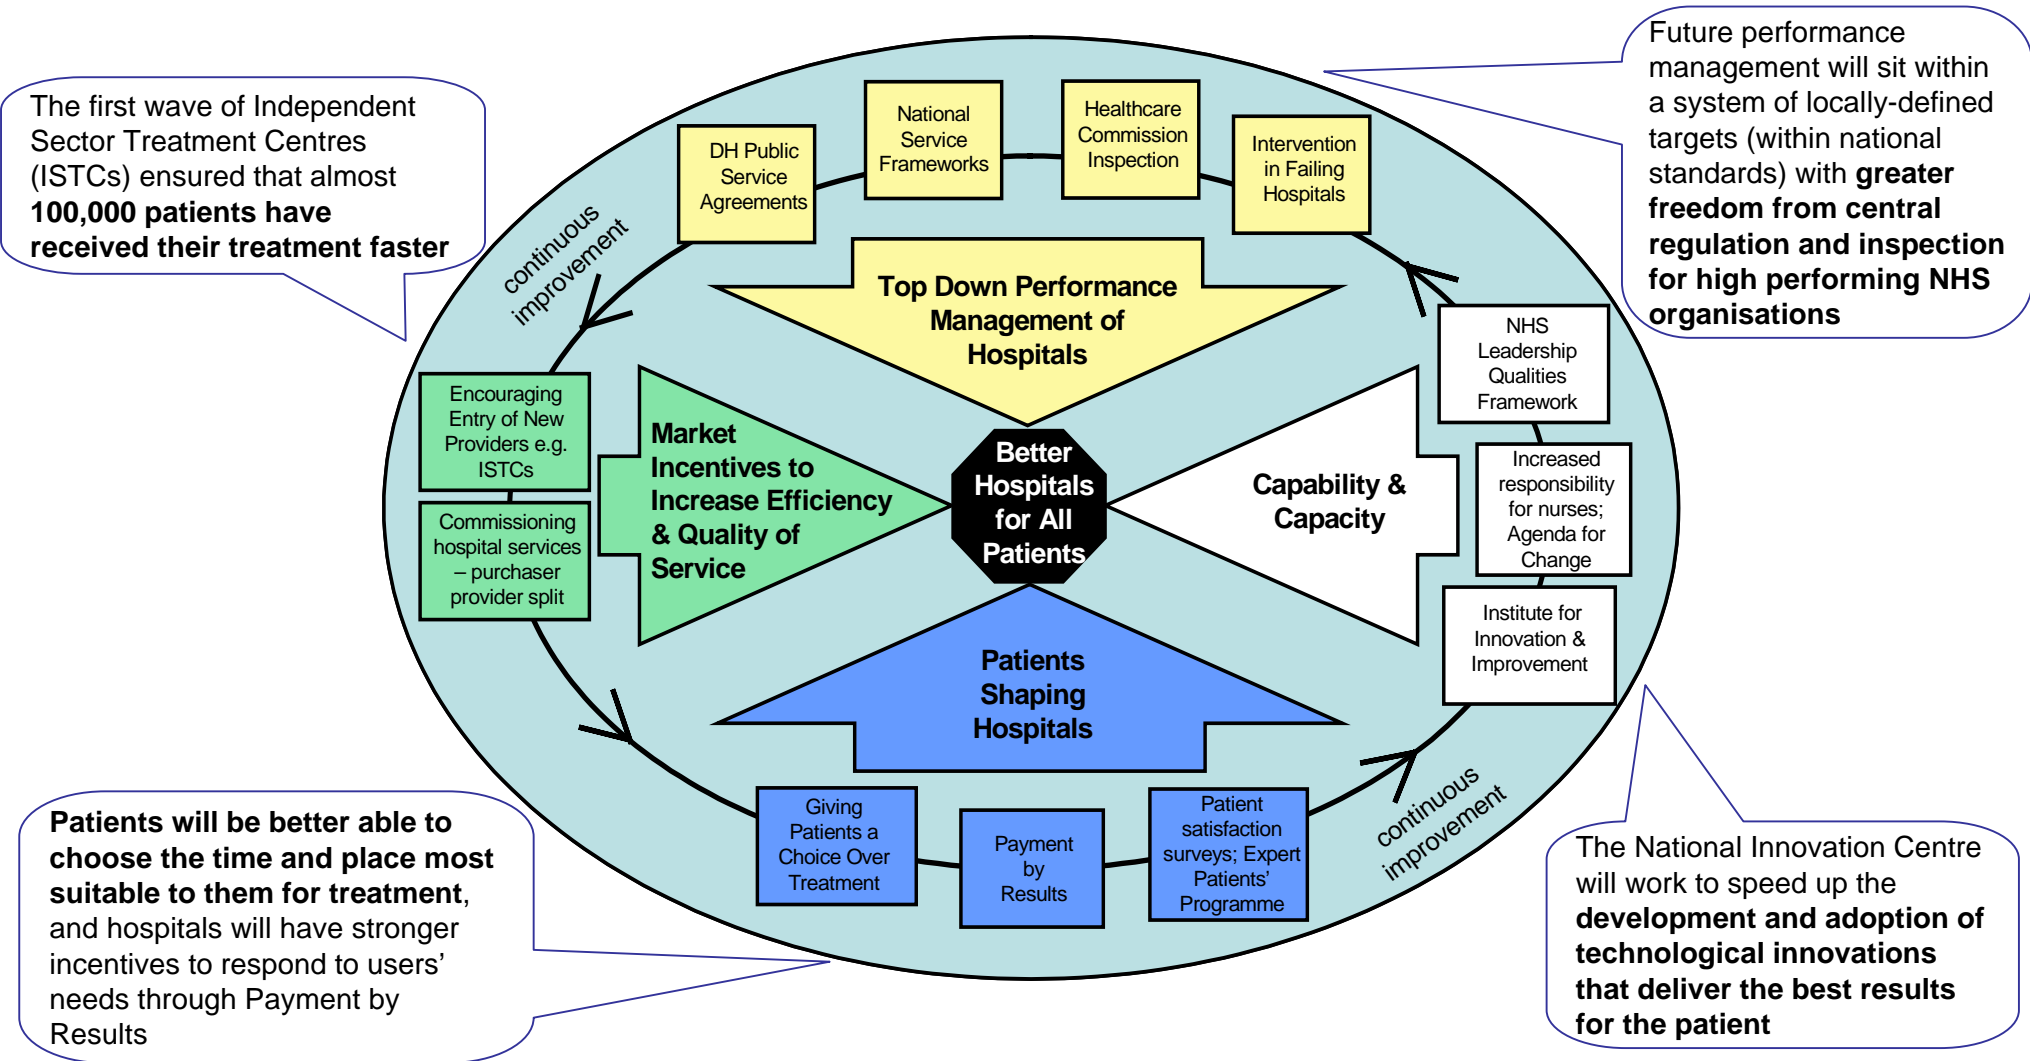 The first wave of Independent
Sector Treatment Centres
(ISTCs) ensured that almost
100,000 patients have
received their treatment faster
Future performance
management will sit within
a system of locally-defined
targets (within national
standards) with greater
freedom from central
regulation and inspection
for high performing NHS
organisations
DH Public
Service
Agreements
National
Service
Frameworks
Healthcare
Commission
Inspection
Intervention
in Failing
Hospitals
continuous
improvement
Top Down Performance
Management of
Hospitals
NHS
Leadership
Qualities
Framework
Encouraging
Entry of New
Providers e.g.
ISTCs
Commissioning
hospital services
– purchaser
provider split
Market
Incentives to
Increase Efficiency
& Quality of
Service
Better
Hospitals
for All
Patients
Capability &
Capacity
Increased
responsibility
for nurses;
Agenda for
Change
Institute for
Innovation &
Improvement
Patients
Shaping
Hospitals
Giving
Patients a
Choice Over
Treatment
Payment
by
Results
Patient
satisfaction
surveys; Expert
Patients’
Programme
continuous
improvement
Patients will be better able to
choose the time and place most
suitable to them for treatment,
and hospitals will have stronger
incentives to respond to users’
needs through Payment by
Results
The National Innovation Centre
will work to speed up the
development and adoption of
technological innovations
that deliver the best results
for the patient